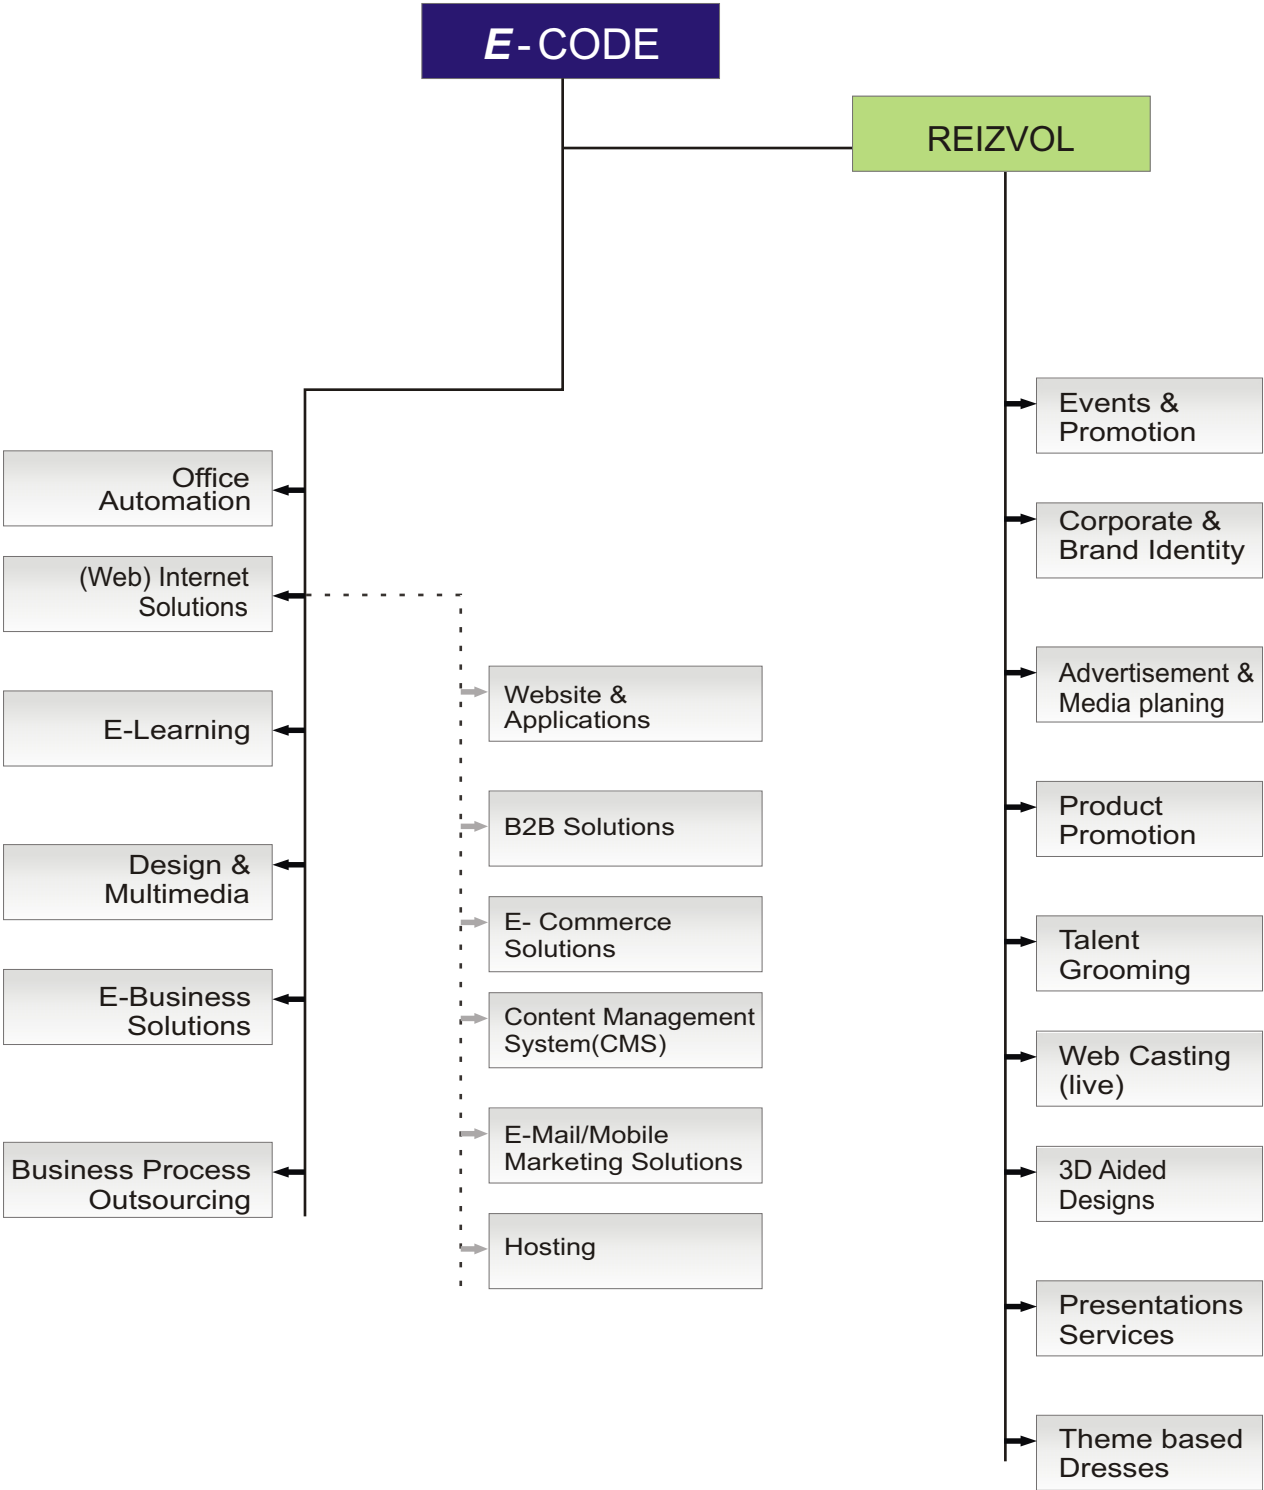 E-CODE
REIZVOL
Office
Automation
(Web) Internet
Solutions
E-Learning
Design &
Multimedia
E-Business
Solutions
Business Process
Outsourcing
Website &
Applications
B2B Solutions
E- Commerce
Solutions
Content Management
System(CMS)
E-Mail/Mobile
Marketing Solutions
Hosting
Events &
Promotion
Corporate &
Brand Identity
Advertisement &
Media planing
Product
Promotion
Talent
Grooming
Web Casting
(live)
3D Aided
Designs
Presentations
Services
Theme based
Dresses